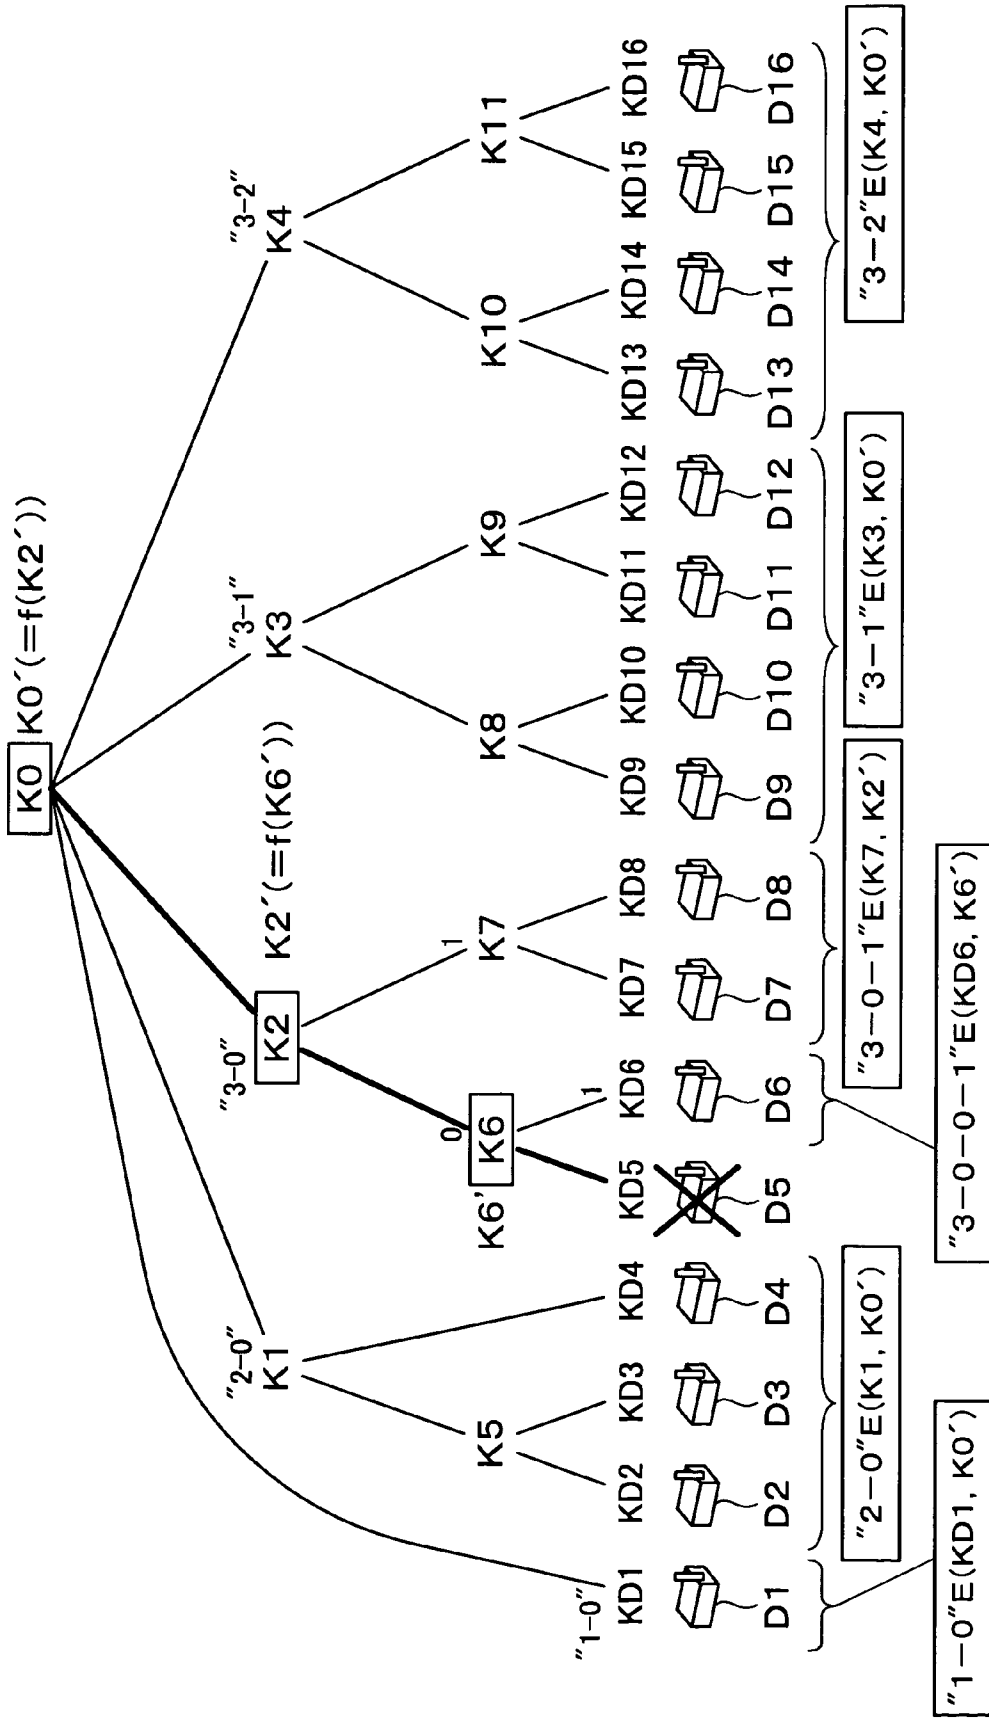 K0 K0′(=f(K2′))
"2-0" "3-0" "3-1" "3-2"
K1 K2 K2′(=f(K6′)) K3 K4
0 1
K5 K6' K6 K7 K8 K9 K10 K11
"1-0" 1
KD1 KD2 KD3 KD4 KD5 KD6 KD7 KD8 KD9 KD10 KD11 KD12 KD13 KD14 KD15 KD16
D1 D2 D3 D4 D5 D6 D7 D8 D9 D10 D11 D12 D13 D14 D15 D16
"2-0"E(K1, K0′)
"3-0-1"E(K7, K2′)
"3-1"E(K3, K0′)
"3-2"E(K4, K0′)
"1-0"E(KD1, K0′)
"3-0-0-1"E(KD6, K6′)